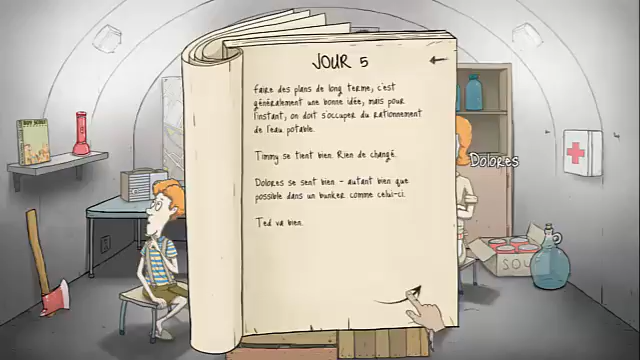 JOUR 5
Faire des plans de long terme, c'est
généralement une bonne idée, mais pour
l'instant, on doit s'occuper du rationnement
de l'eau potable.
Timmy se tient bien. Rien de changé.
Dolores se sent bien - autant bien que
possible dans un bunker comme celui-ci.
Ted va bien.
Dolores
SOU